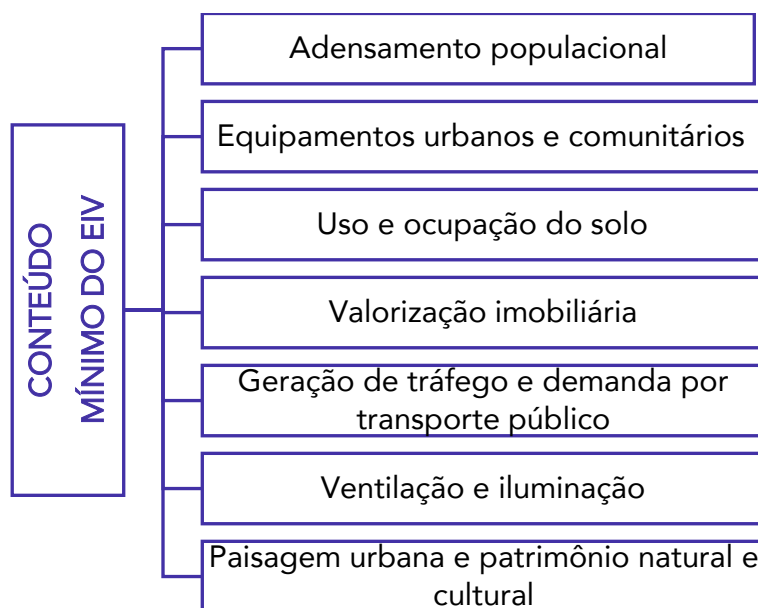 CONTEÚDO
MÍNIMO DO EIV
Adensamento populacional
Equipamentos urbanos e comunitários
Uso e ocupação do solo
Valorização imobiliária
Geração de tráfego e demanda por
transporte público
Ventilação e iluminação
Paisagem urbana e patrimônio natural e
cultural